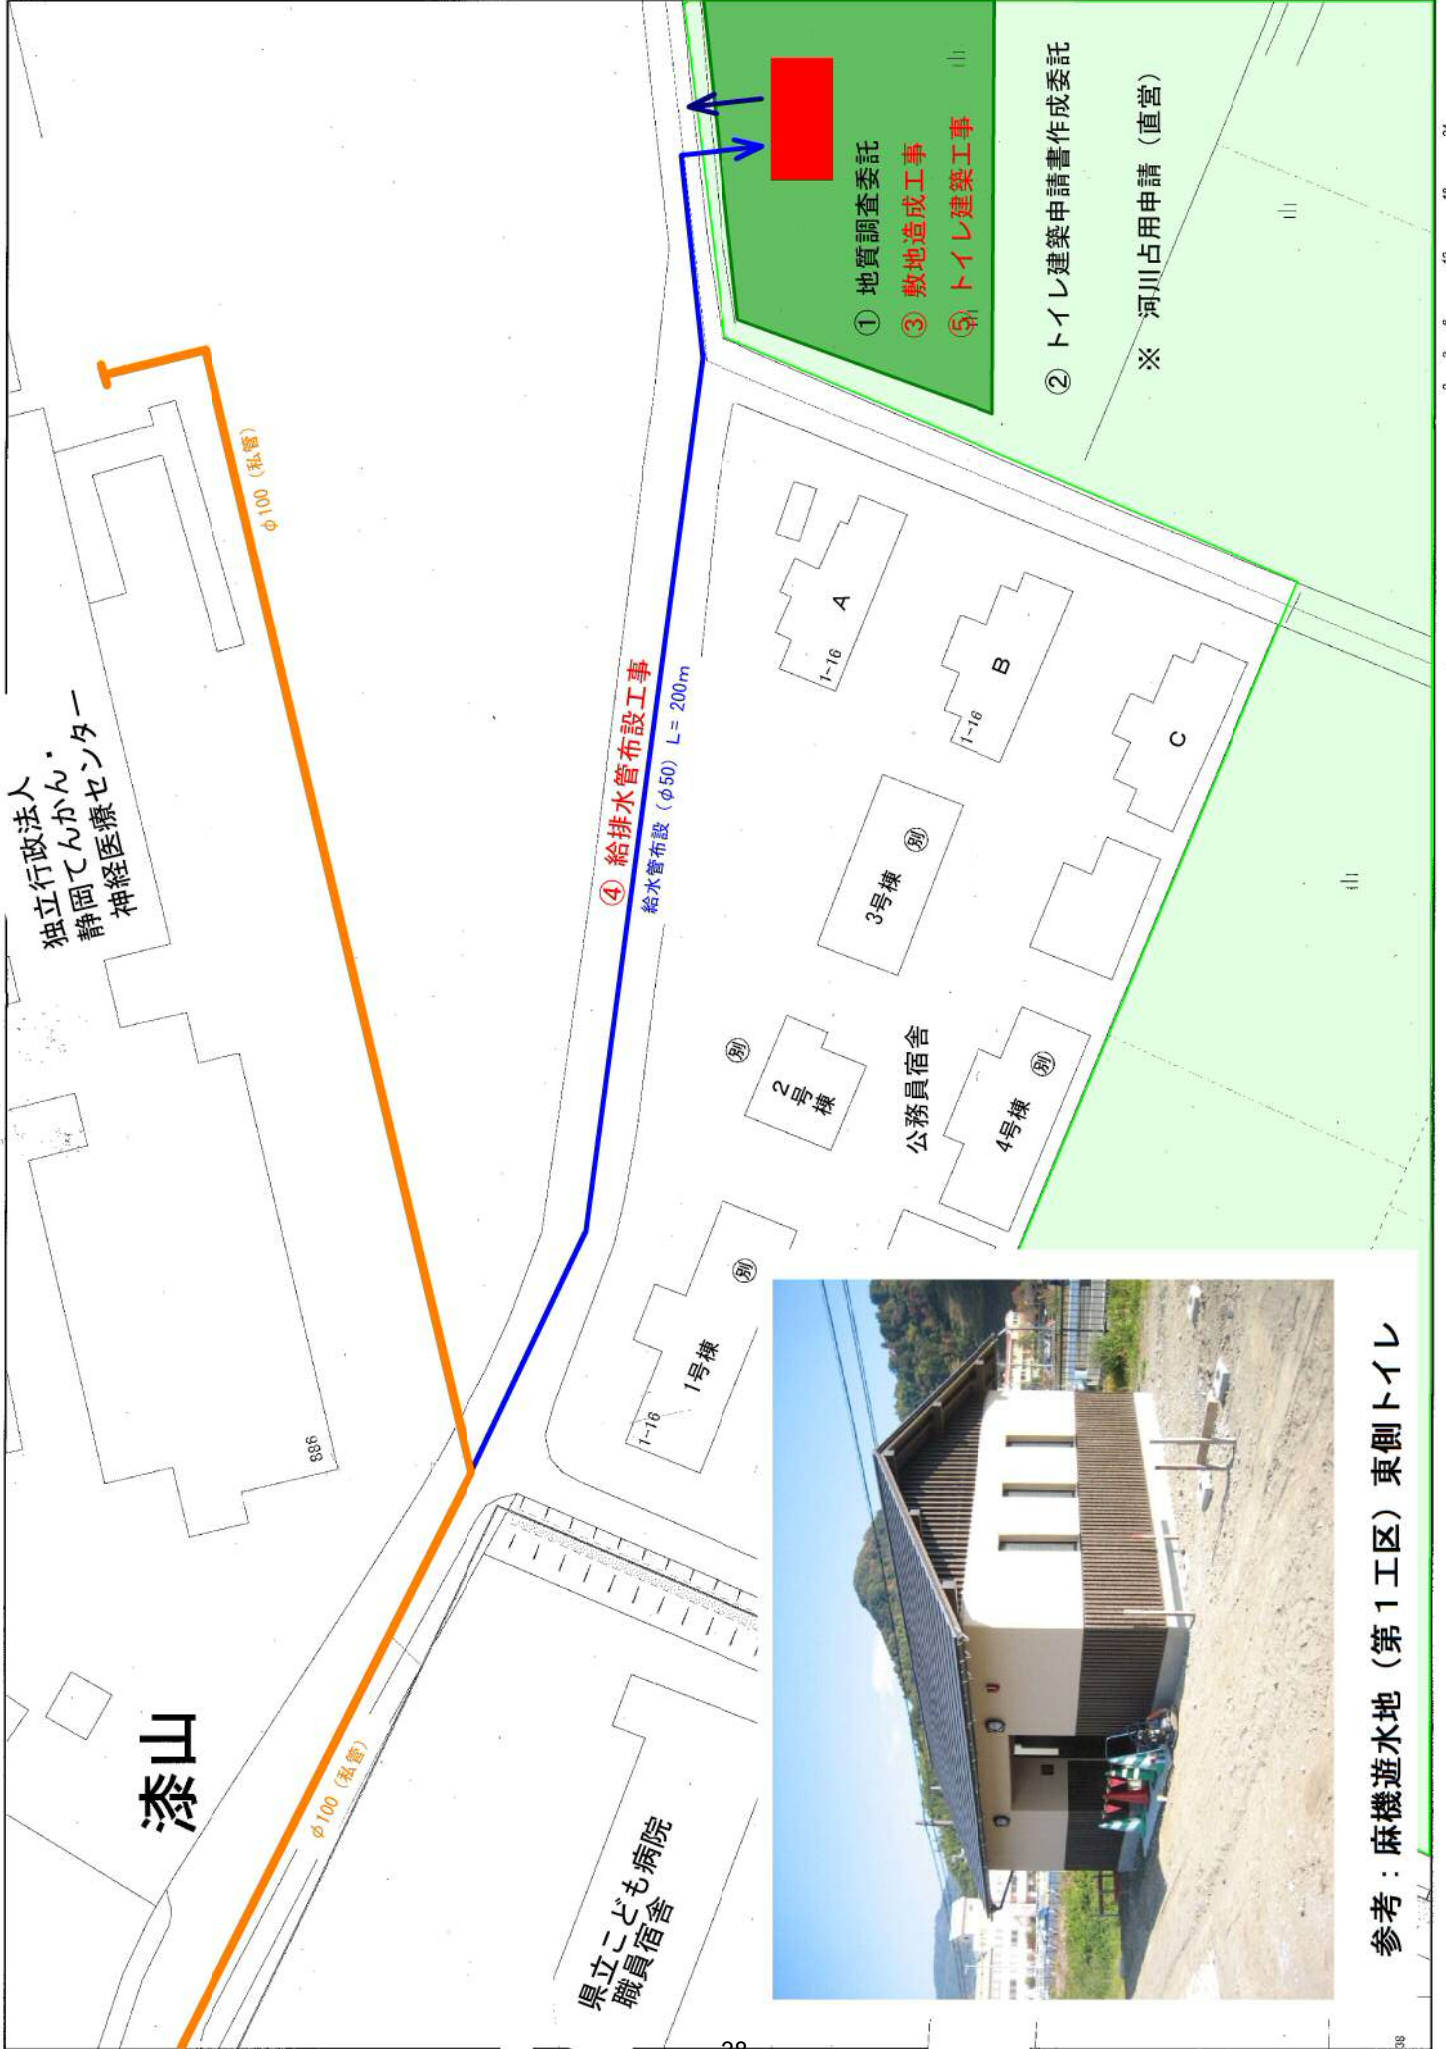 独立行政法人
静岡てんかん・
神経医療センター
漆山
886
φ100（私管）
φ100（私管）
④ 給排水管布設工事
給水管布設（φ50） L= 200m
県立こども病院
職員宿舎
1-16
1号棟
別
2
号
棟
別
3号棟
別
公務員宿舎
4号棟
別
1-16
A
1-16
B
C
① 地質調査委託
③ 敷地造成工事
⑤ トイレ建築工事
② トイレ建築申請書作成委託
※ 河川占用申請（直営）
参考：麻機遊水地（第１工区）東側トイレ
38